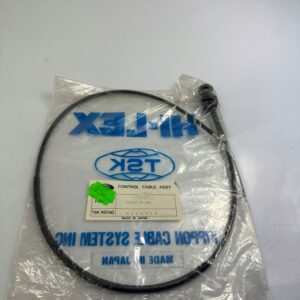 HI-LEX
TSK
CONTROL CABLE ASSY
TSK REF.NO.
MADE IN JAPAN
NIPPON CABLE SYSTEM INC.
MADE IN JAPAN